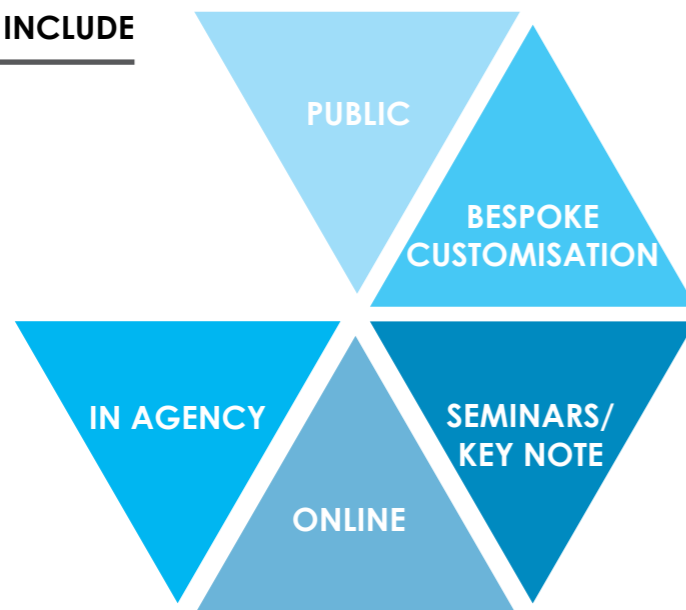 INCLUDE
PUBLIC
BESPOKE
CUSTOMISATION
IN AGENCY
SEMINARS/
KEY NOTE
ONLINE